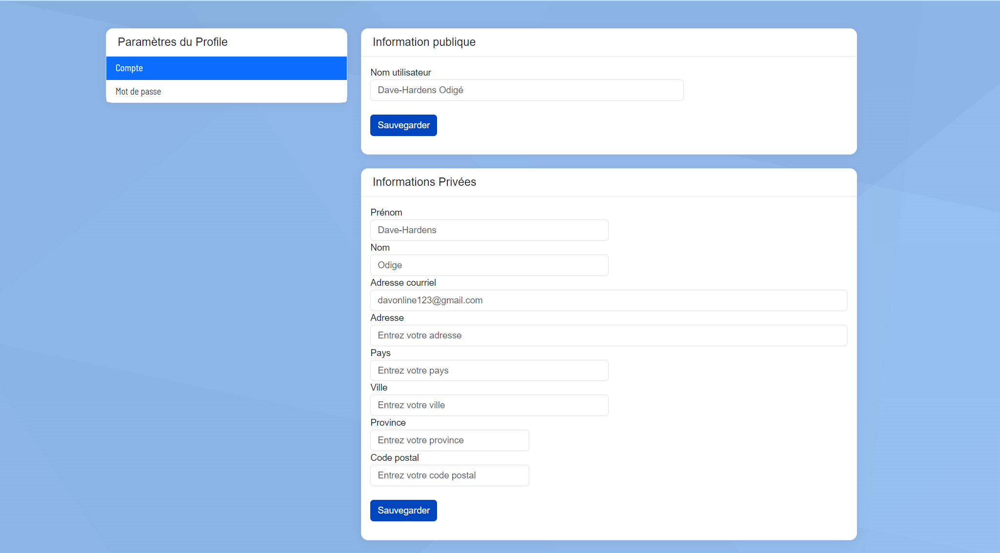 Paramètres du Profile
Compte
Mot de passe
Information publique
Nom utilisateur
Dave-Hardens Odigé
Sauvegarder
Informations Privées
Prénom
Dave-Hardens
Nom
Odige
Adresse courriel
davonline123@gmail.com
Adresse
Entrez votre adresse
Pays
Entrez votre pays
Ville
Entrez votre ville
Province
Entrez votre province
Code postal
Entrez votre code postal
Sauvegarder